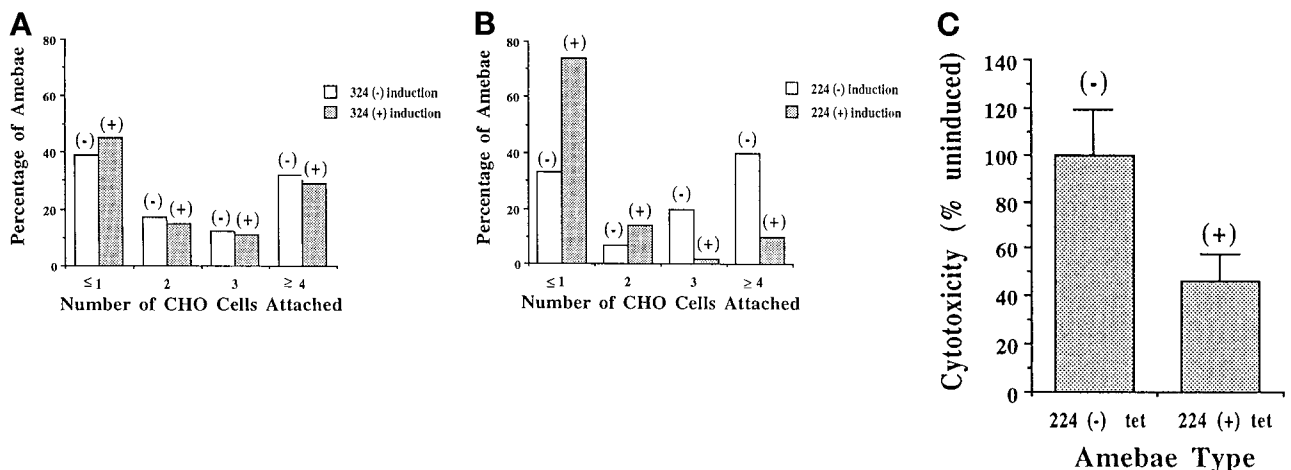 A
Percentage of Amebae
80
60
40
20
0
(-)
(+)
(-)
(+)
(-)
(+)
(-)
(+)
≤ 1
2
3
≥ 4
Number of CHO Cells Attached
324 (-) induction
324 (+) induction
B
Percentage of Amebae
80
60
40
20
0
(-)
(+)
(-)
(+)
(-)
(+)
(-)
(+)
≤ 1
2
3
≥ 4
Number of CHO Cells Attached
224 (-) induction
224 (+) induction
C
Cytotoxicity (% uninduced)
140
120
100
80
60
40
20
0
(-)
(+)
224 (-) tet
224 (+) tet
Amebae Type